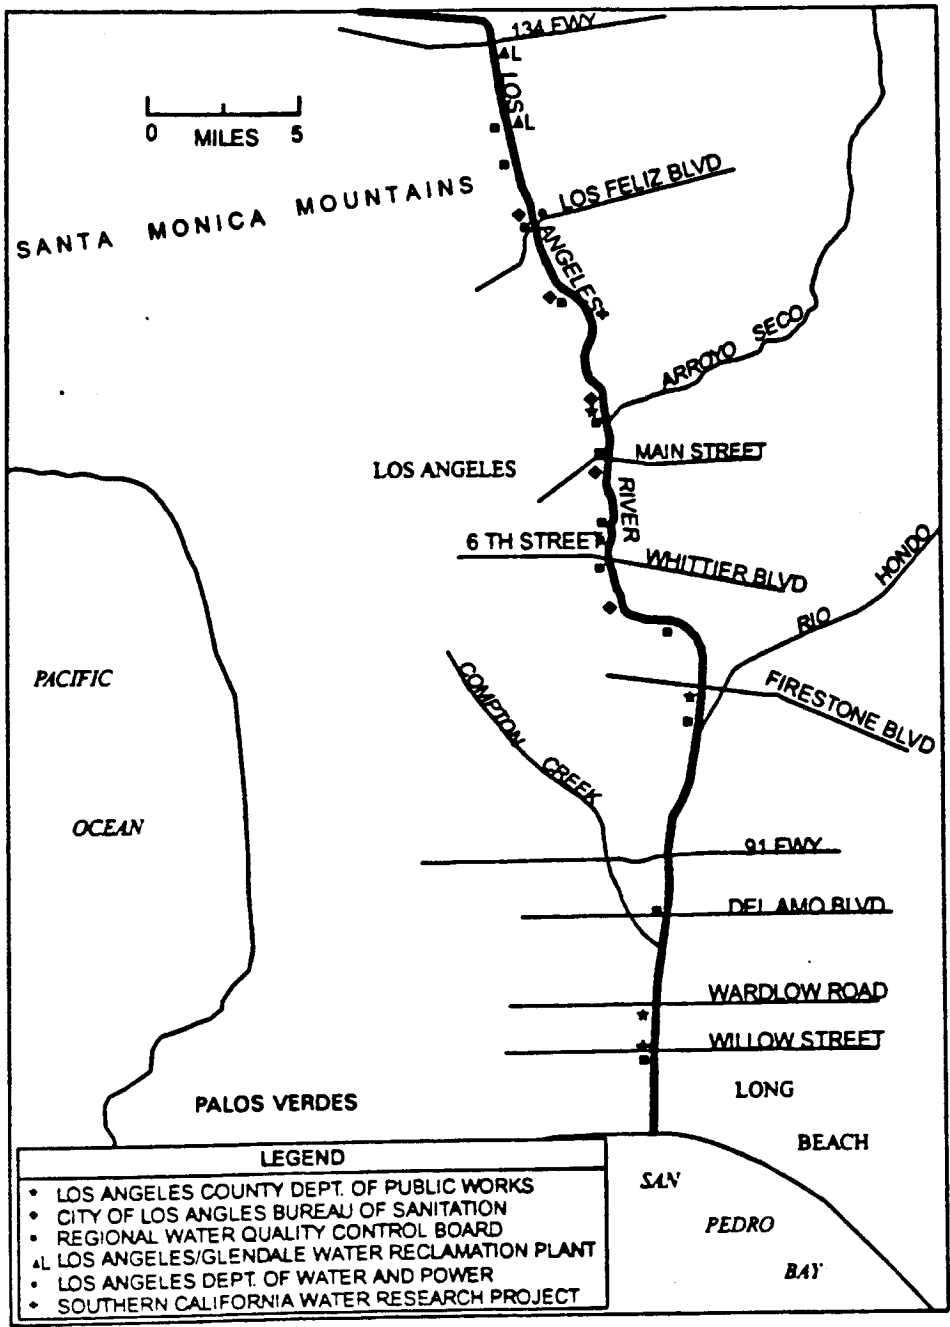 134 FWY
▲L
LOS
▲L
0 MILES 5
LOS FELIZ BLVD
SANTA MONICA MOUNTAINS
ANGELES
ARROYO SECO
MAIN STREET
LOS ANGELES
RIVER
6 TH STREET
WHITTIER BLVD
RIO HONDO
PACIFIC
COMPTON CREEK
FIRESTONE BLVD
OCEAN
91 FWY
DEL AMO BLVD
WARDLOW ROAD
WILLOW STREET
LONG
PALOS VERDES
BEACH
SAN
PEDRO
BAY
LEGEND
LOS ANGELES COUNTY DEPT. OF PUBLIC WORKS
CITY OF LOS ANGLES BUREAU OF SANITATION
REGIONAL WATER QUALITY CONTROL BOARD
▲L LOS ANGELES/GLENDALE WATER RECLAMATION PLANT
LOS ANGELES DEPT. OF WATER AND POWER
SOUTHERN CALIFORNIA WATER RESEARCH PROJECT